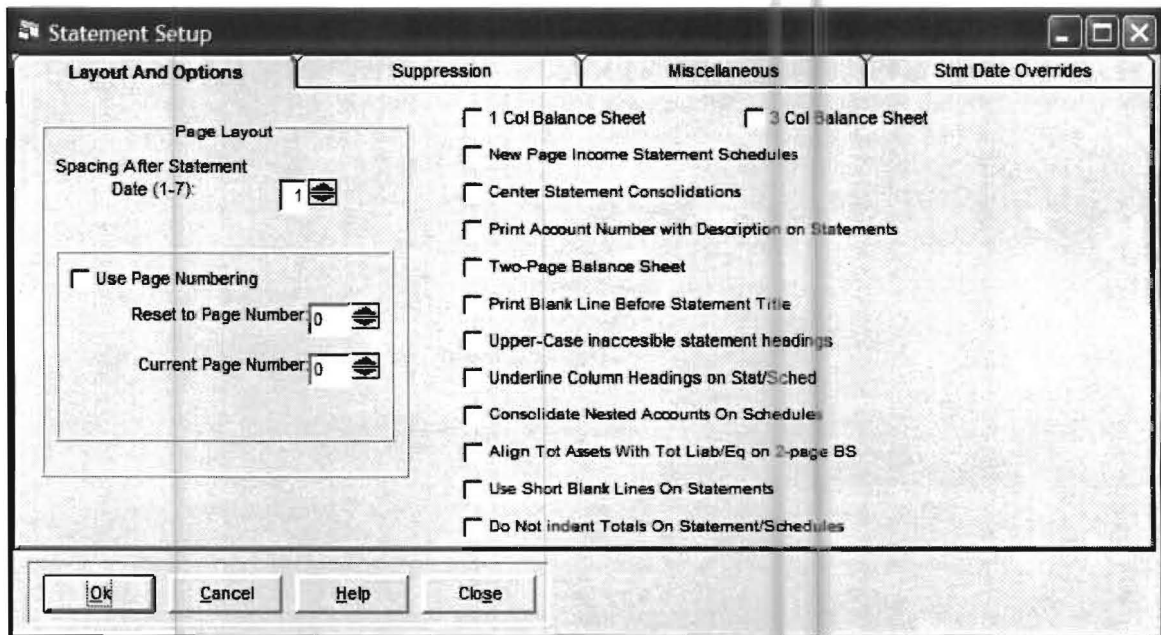 Statement Setup
Layout And Options
Suppression
Miscellaneous
Stmt Date Overrides
Page Layout
Spacing After Statement
Date (1-7):
1
Use Page Numbering
Reset to Page Number:
0
Current Page Number:
0
1 Col Balance Sheet
3 Col Balance Sheet
New Page Income Statement Schedules
Center Statement Consolidations
Print Account Number with Description on Statements
Two-Page Balance Sheet
Print Blank Line Before Statement Title
Upper-Case inaccesible statement headings
Underline Column Headings on Stat/Sched
Consolidate Nested Accounts On Schedules
Align Tot Assets With Tot Liab/Eq on 2-page BS
Use Short Blank Lines On Statements
Do Not indent Totals On Statement/Schedules
Ok
Cancel
Help
Close